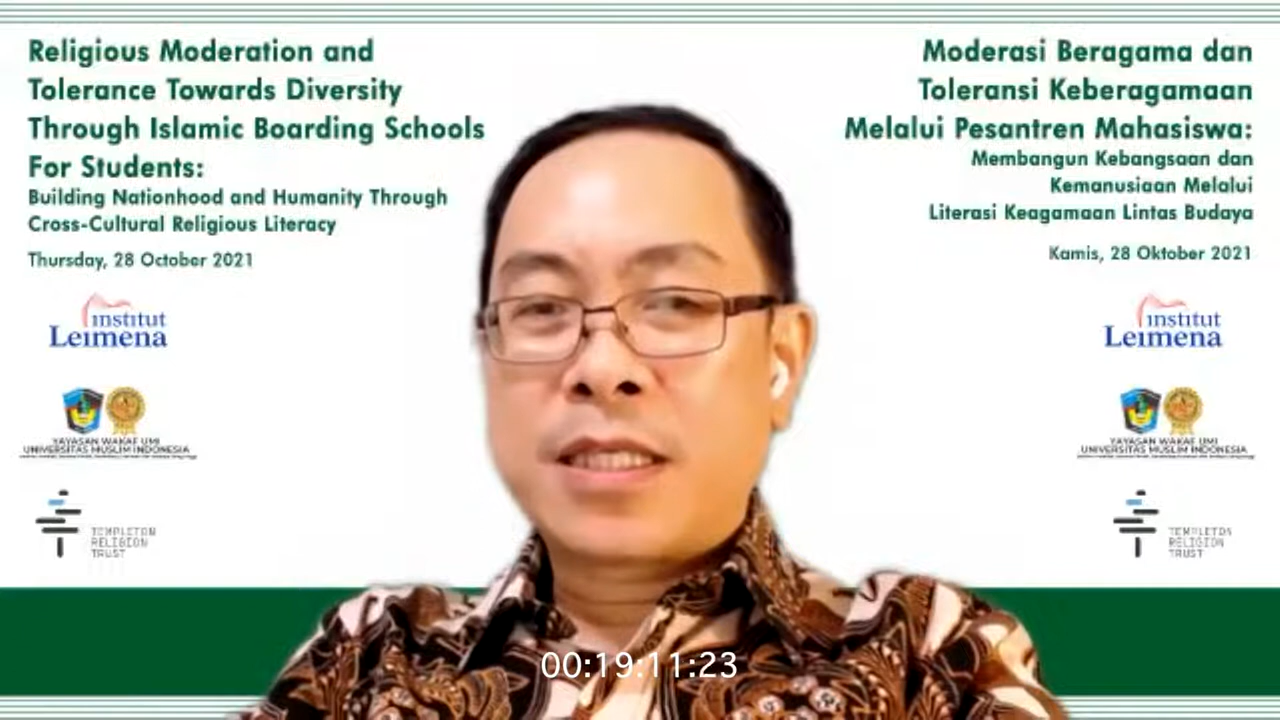 Religious Moderation and
Tolerance Towards Diversity
Through Islamic Boarding Schools
For Students:
Building Nationhood and Humanity Through
Cross-Cultural Religious Literacy
Thursday, 28 October 2021
institut
Leimena
YAYASAN WAKAF UMI
UNIVERSITAS MUSLIM INDONESIA
TEMPLETON
RELIGION
TRUST
Moderasi Beragama dan
Toleransi Keberagamaan
Melalui Pesantren Mahasiswa:
Membangun Kebangsaan dan
Kemanusiaan Melalui
Literasi Keagamaan Lintas Budaya
Kamis, 28 Oktober 2021
institut
Leimena
YAYASAN WAKAF UMI
UNIVERSITAS MUSLIM INDONESIA
TEMPLETON
RELIGION
TRUST
00:19:11:23